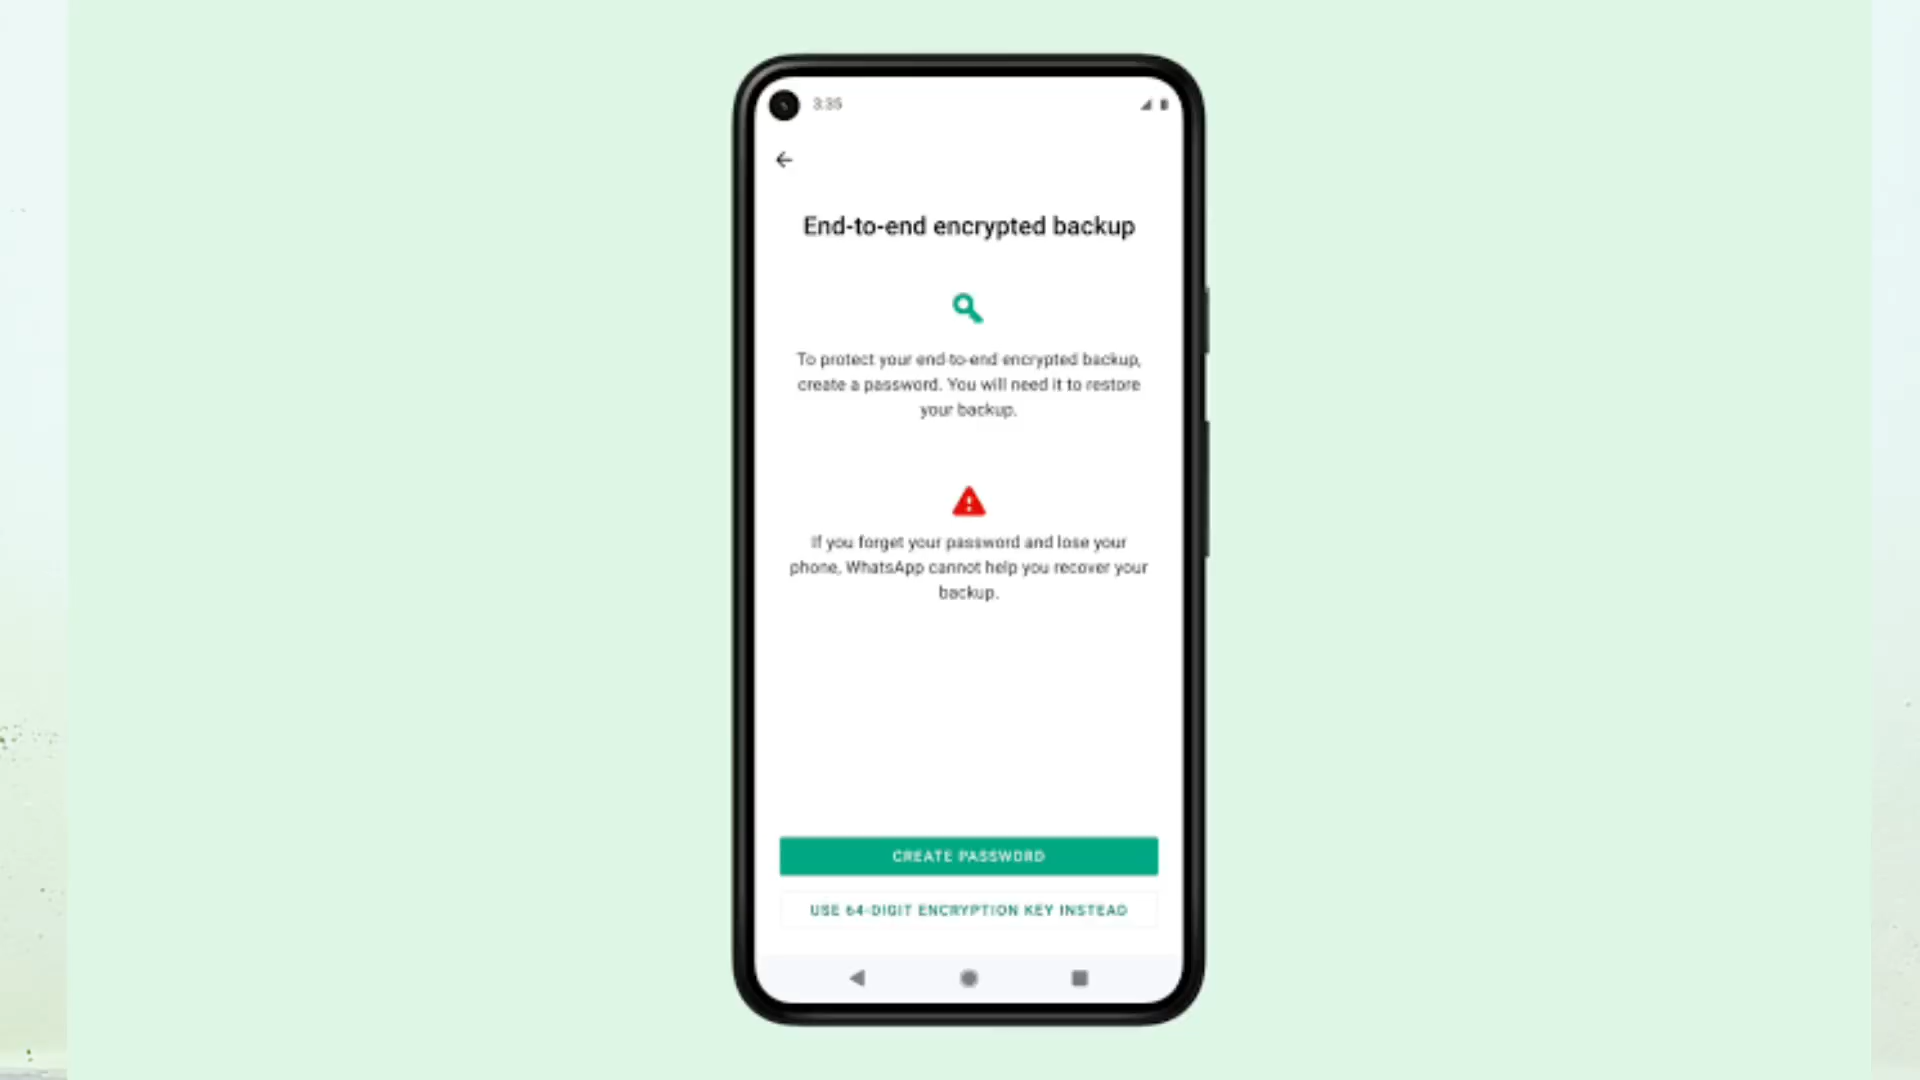 3:35
End-to-end encrypted backup
To protect your end-to-end encrypted backup,
create a password. You will need it to restore
your backup.
If you forget your password and lose your
phone, WhatsApp cannot help you recover your
backup.
CREATE PASSWORD
USE 64-DIGIT ENCRYPTION KEY INSTEAD